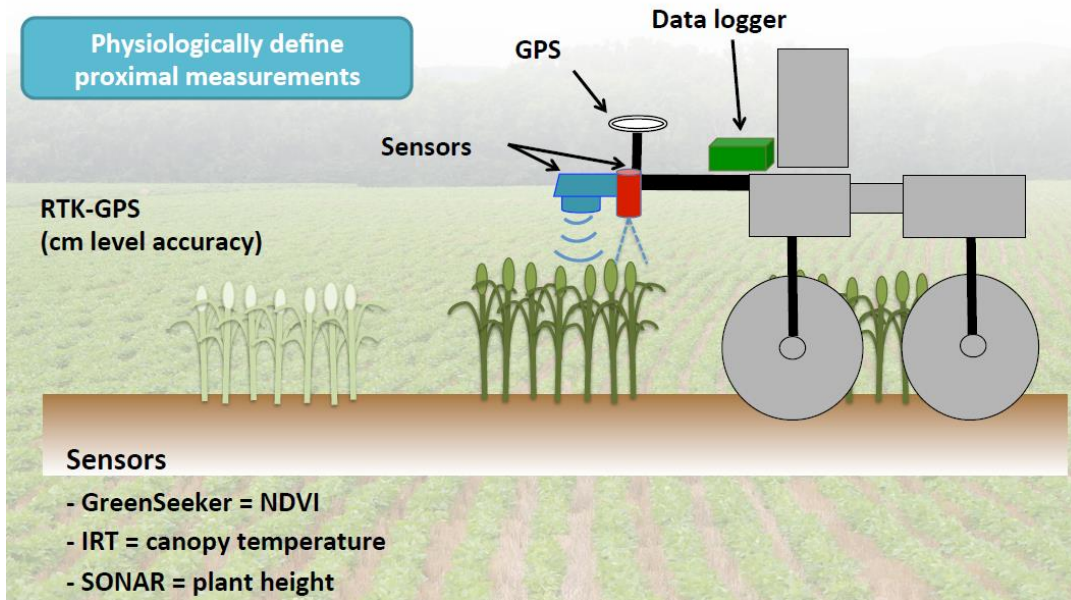 Physiologically define
proximal measurements
Data logger
GPS
Sensors
RTK-GPS
(cm level accuracy)
Sensors
- GreenSeeker = NDVI
- IRT = canopy temperature
- SONAR = plant height